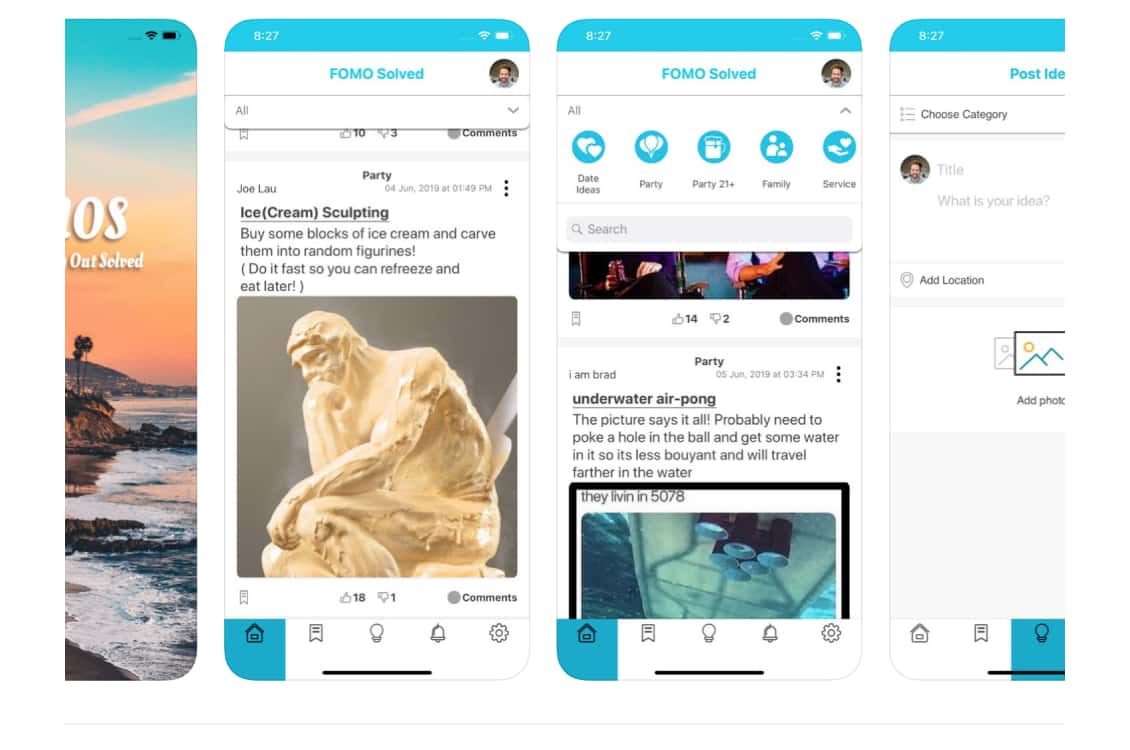 OS
Out Solved
8:27
FOMO Solved
All
10
3
Comments
Party
Joe Lau
04 Jun, 2019 at 01:49 PM
Ice(Cream) Sculpting
Buy some blocks of ice cream and carve
them into random figurines!
( Do it fast so you can refreeze and
eat later! )
18
1
Comments
8:27
FOMO Solved
All
Date
Ideas
Party
Party 21+
Family
Service
Search
14
2
Comments
Party
i am brad
05 Jun, 2019 at 03:34 PM
underwater air-pong
The picture says it all! Probably need to
poke a hole in the ball and get some water
in it so its less bouyant and will travel
farther in the water
they livin in 5078
8:27
Post Ide
Choose Category
Title
What is your idea?
Add Location
Add photo